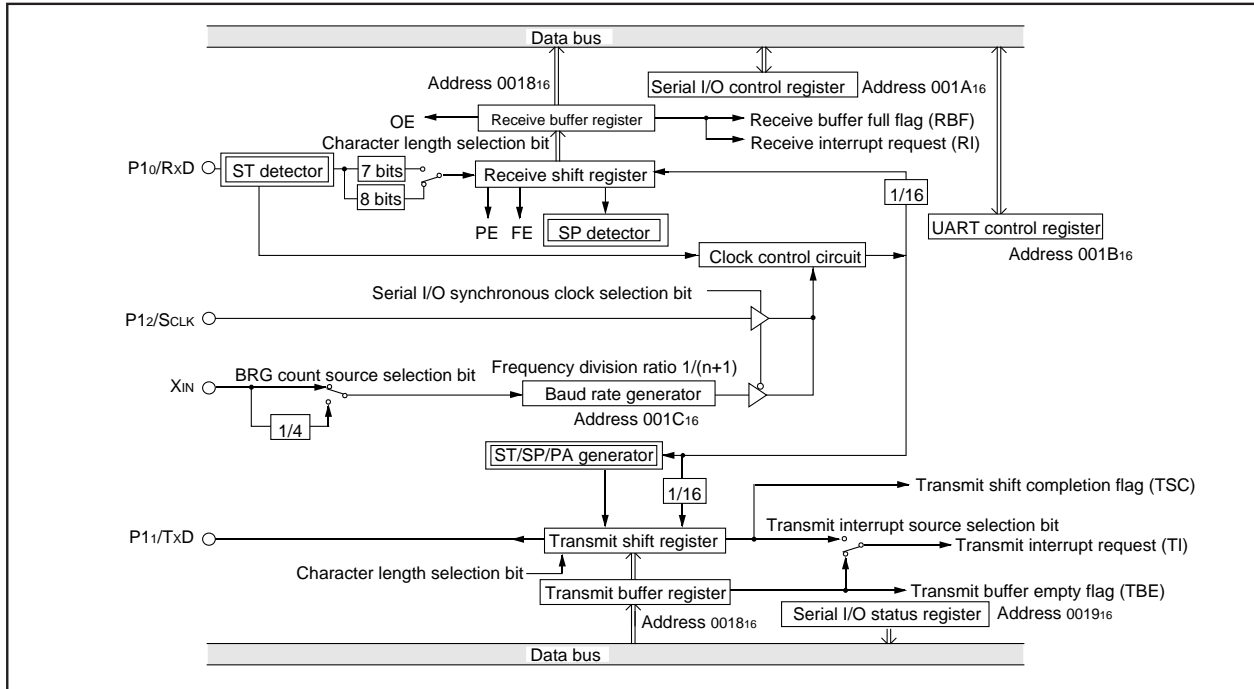 Data bus
Address 001816
Serial I/O control register
Address 001A16
OE
Receive buffer register
Receive buffer full flag (RBF)
Receive interrupt request (RI)
Character length selection bit
P10/RXD
ST detector
7 bits
8 bits
Receive shift register
1/16
PE
FE
SP detector
UART control register
Address 001B16
Clock control circuit
Serial I/O synchronous clock selection bit
P12/SCLK
Frequency division ratio 1/(n+1)
BRG count source selection bit
XIN
Baud rate generator
Address 001C16
1/4
ST/SP/PA generator
1/16
Transmit shift completion flag (TSC)
Transmit interrupt source selection bit
P11/TXD
Transmit shift register
Transmit interrupt request (TI)
Character length selection bit
Transmit buffer register
Transmit buffer empty flag (TBE)
Address 001816
Serial I/O status register
Address 001916
Data bus